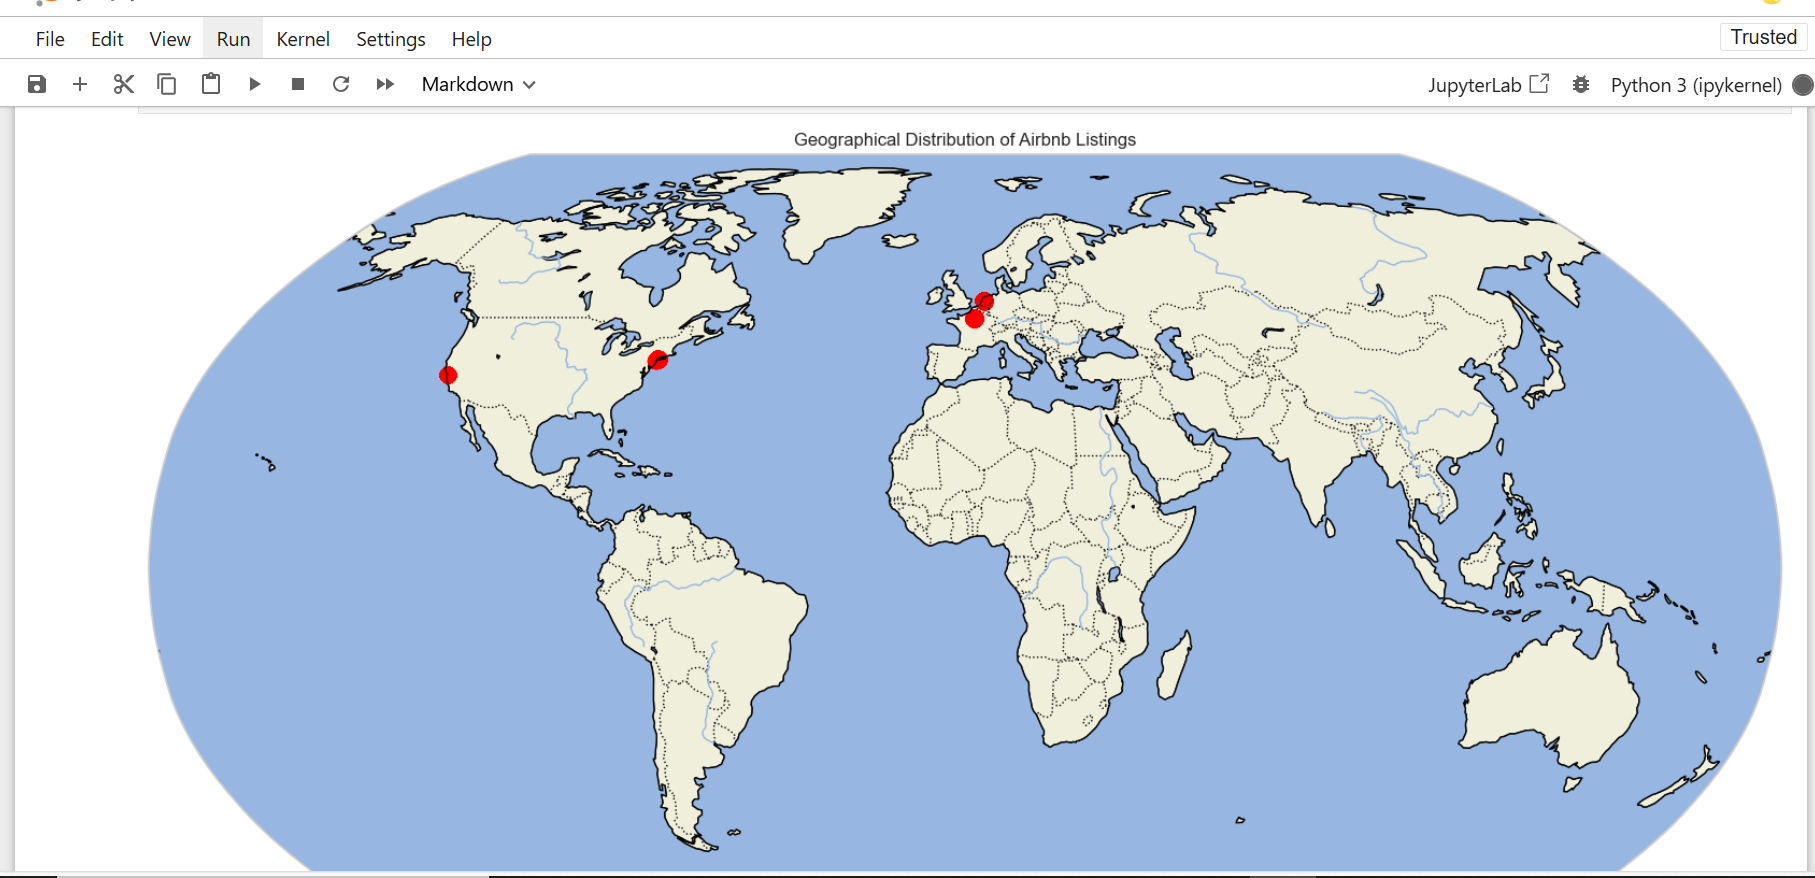 File Edit View Run Kernel Settings Help Trusted
Markdown JupyterLab Python 3 (ipykernel)
Geographical Distribution of Airbnb Listings